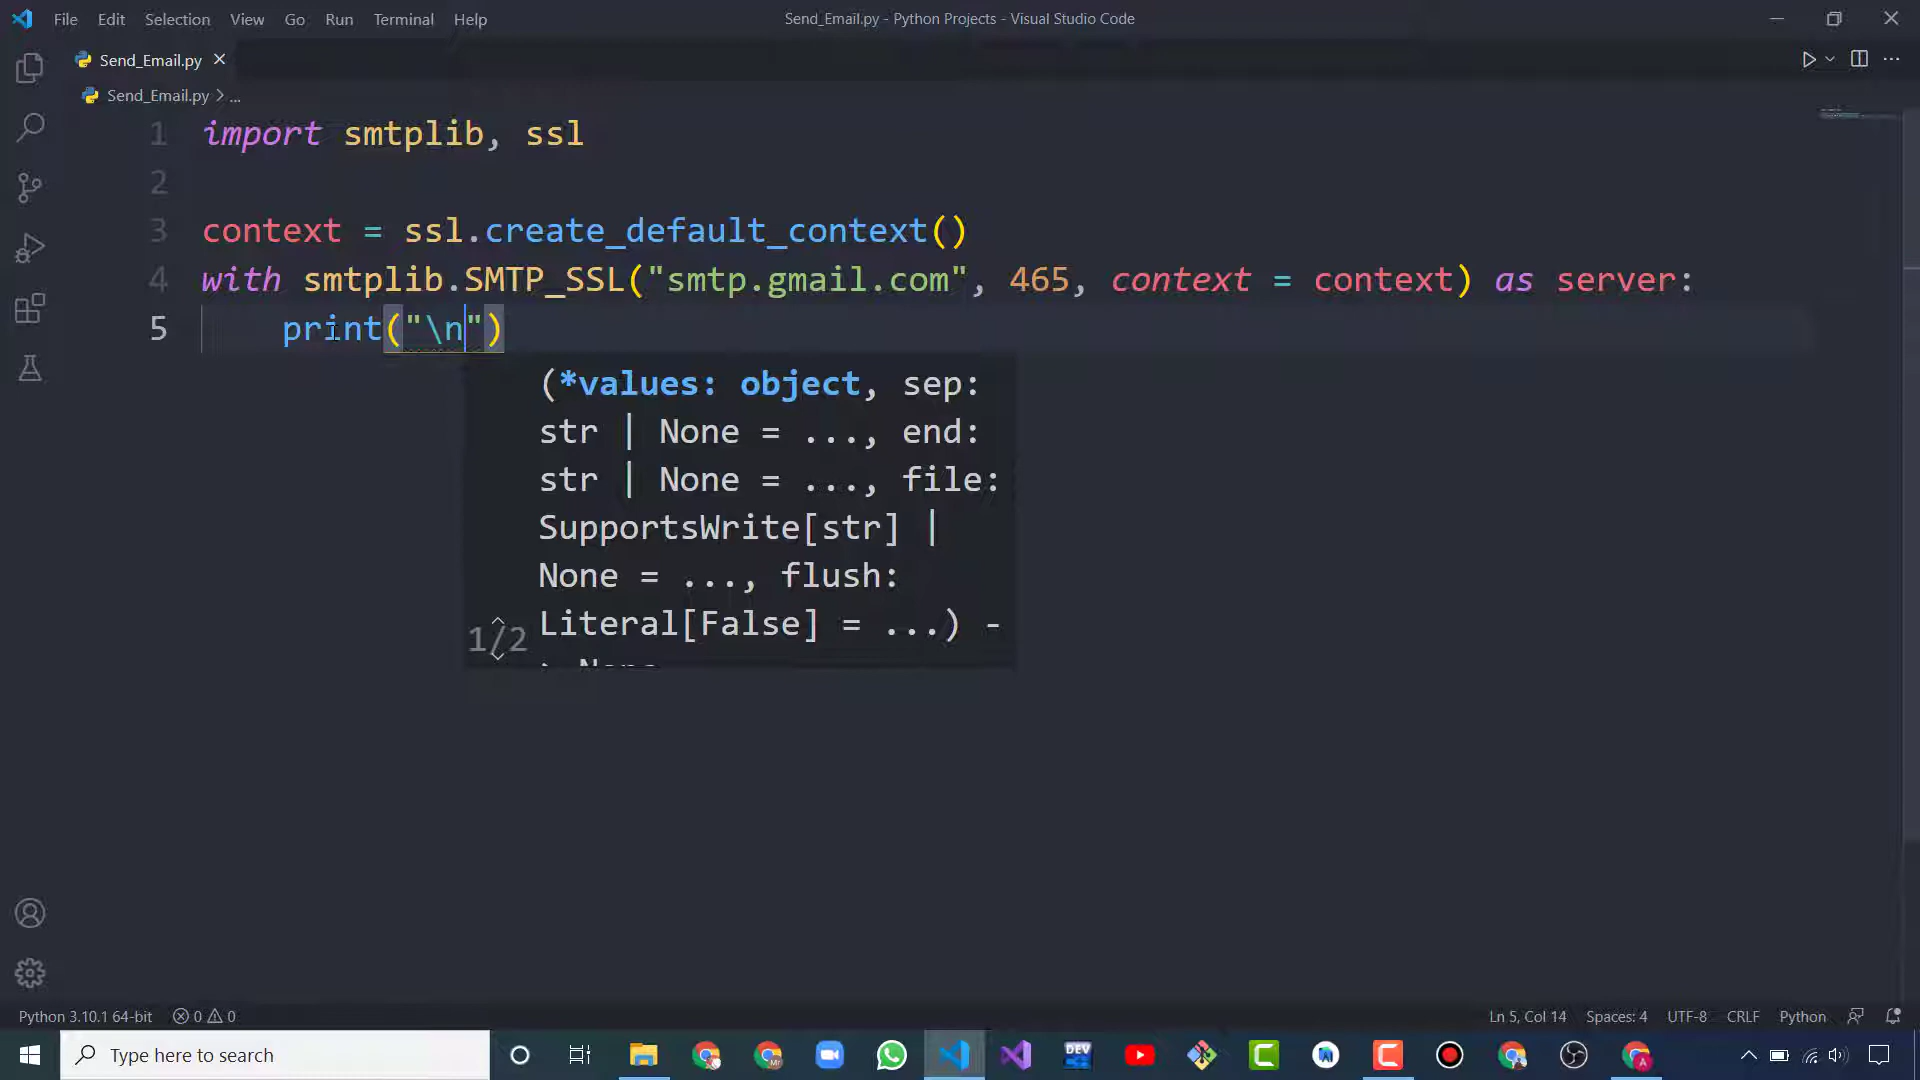 File Edit Selection View Go Run Terminal Help
Send_Email.py - Python Projects - Visual Studio Code
Send_Email.py
Send_Email.py > ...
1 import smtplib, ssl
2
3 context = ssl.create_default_context()
4 with smtplib.SMTP_SSL("smtp.gmail.com", 465, context = context) as server:
5 print("\n")
(*values: object, sep:
str | None = ..., end:
str | None = ..., file:
SupportsWrite[str] |
None = ..., flush:
Literal[False] = ...) -
> None
1/2
Python 3.10.1 64-bit 0 0
Ln 5, Col 14 Spaces: 4 UTF-8 CRLF Python
Type here to search
DEV